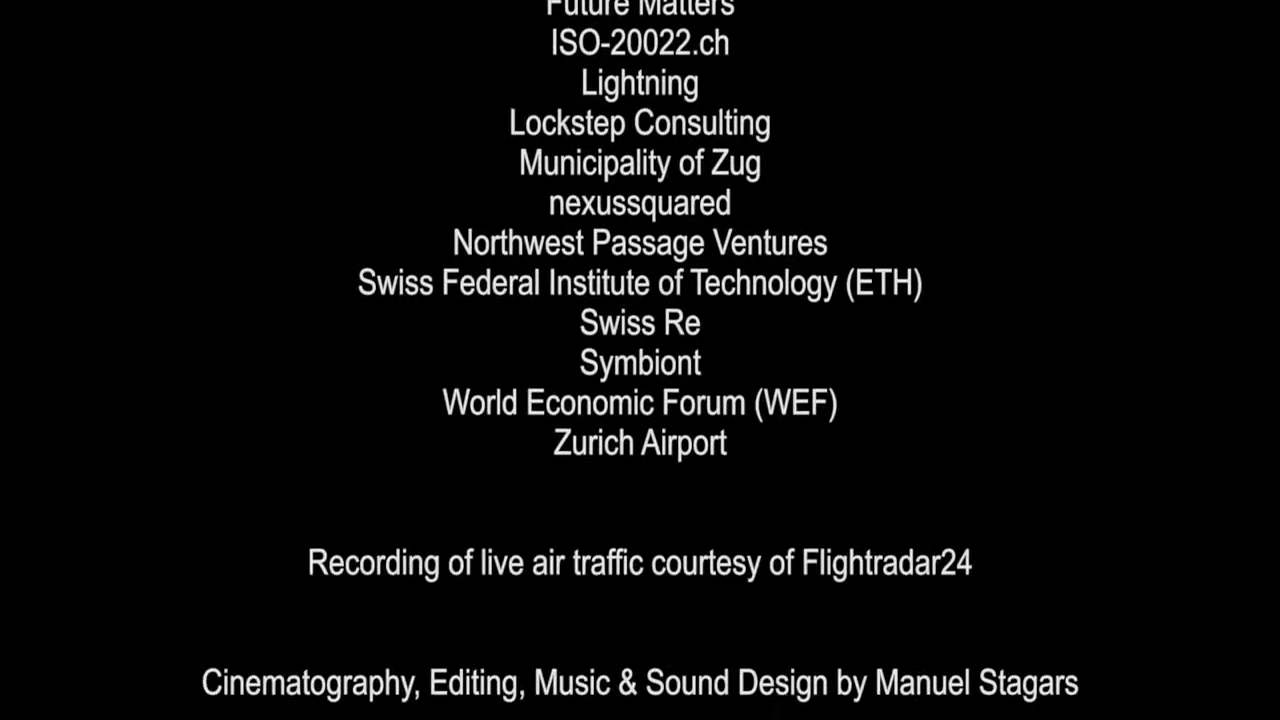 Future Matters
ISO-20022.ch
Lightning
Lockstep Consulting
Municipality of Zug
nexussquared
Northwest Passage Ventures
Swiss Federal Institute of Technology (ETH)
Swiss Re
Symbiont
World Economic Forum (WEF)
Zurich Airport
Recording of live air traffic courtesy of Flightradar24
Cinematography, Editing, Music & Sound Design by Manuel Stagars